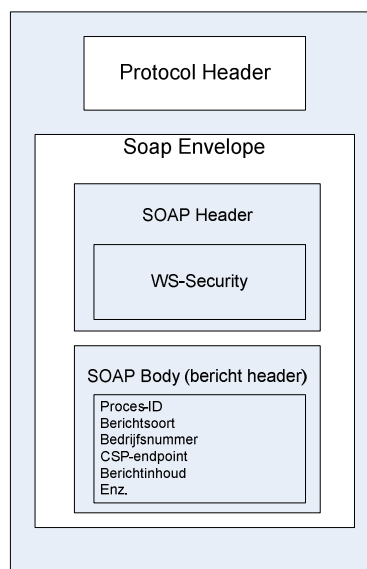 Protocol Header
Soap Envelope
SOAP Header
WS-Security
SOAP Body (bericht header)
Proces-ID
Berichtsoort
Bedrijfsnummer
CSP-endpoint
Berichtinhoud
Enz.